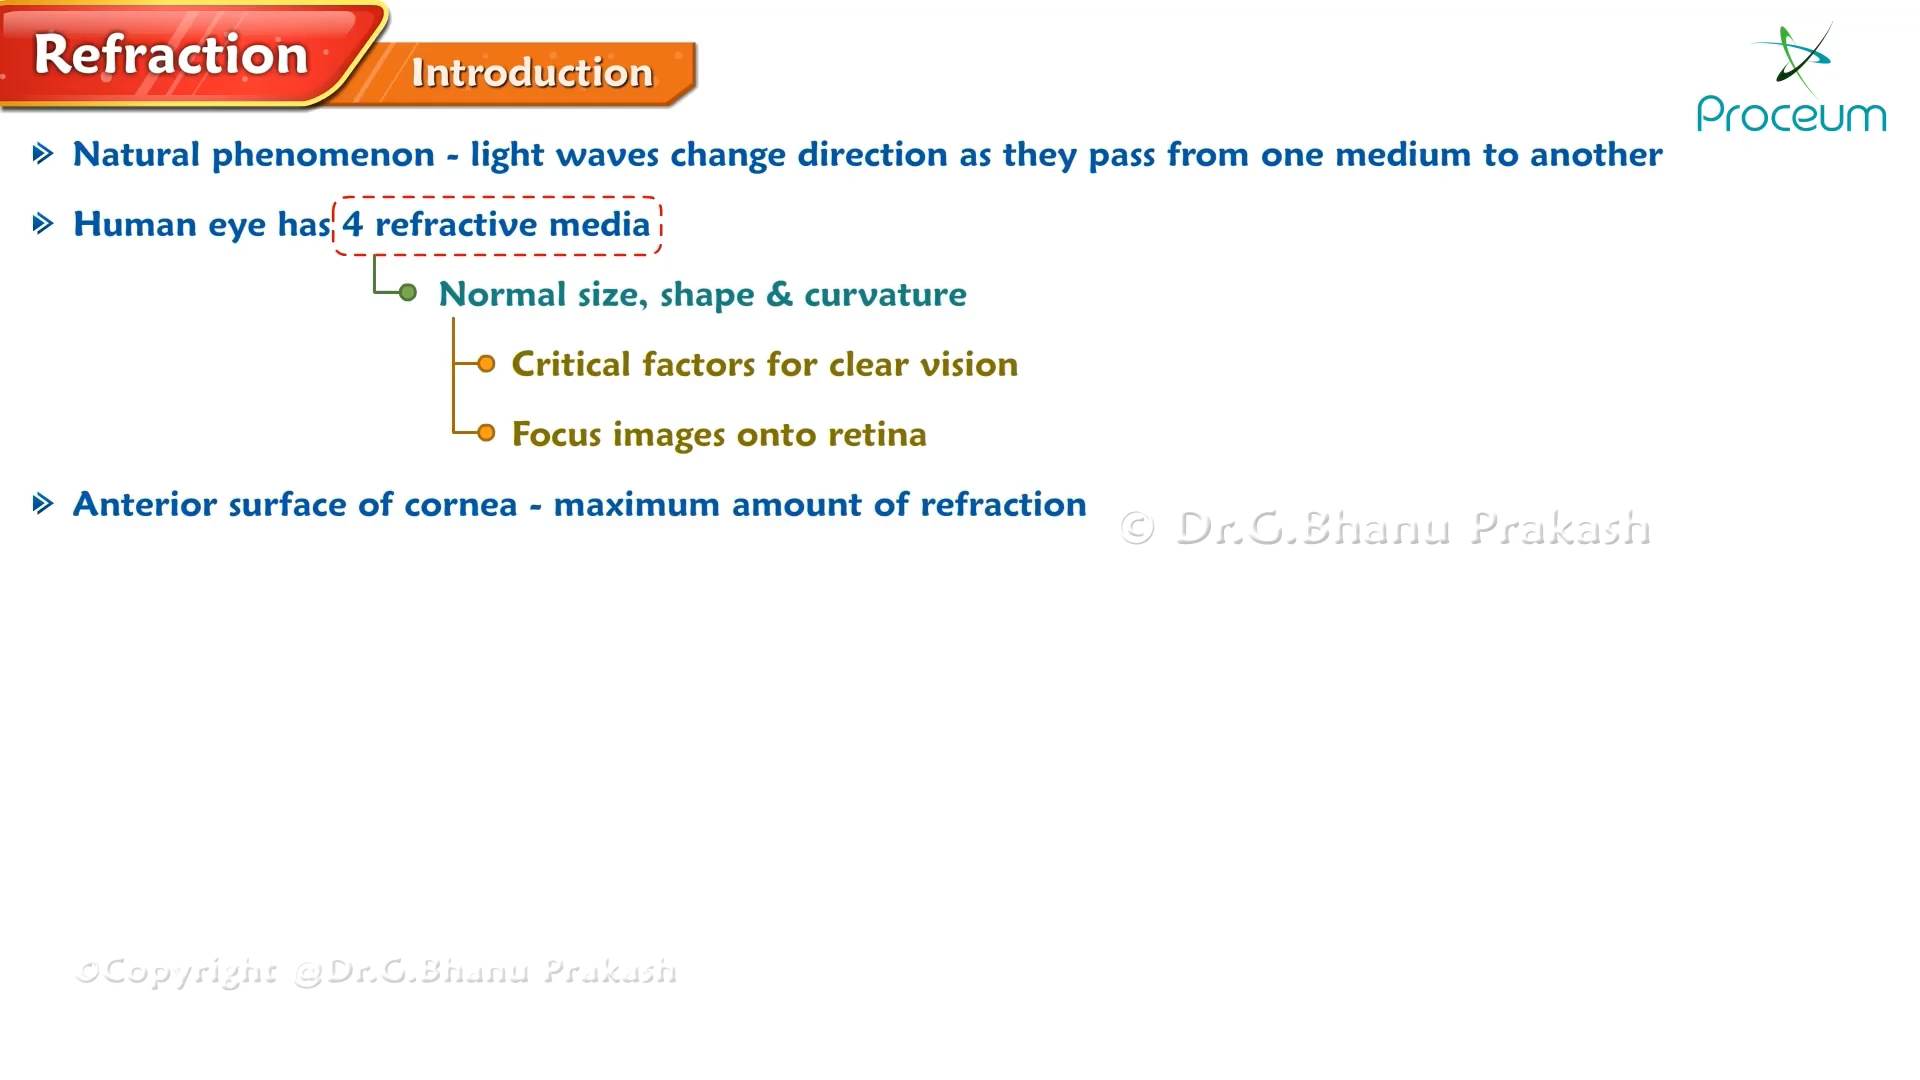 Refraction
Introduction
Proceum
Natural phenomenon - light waves change direction as they pass from one medium to another
Human eye has 4 refractive media
Normal size, shape & curvature
Critical factors for clear vision
Focus images onto retina
Anterior surface of cornea - maximum amount of refraction
© Dr.G.Bhanu Prakash
©Copyright @Dr.G.Bhanu Prakash